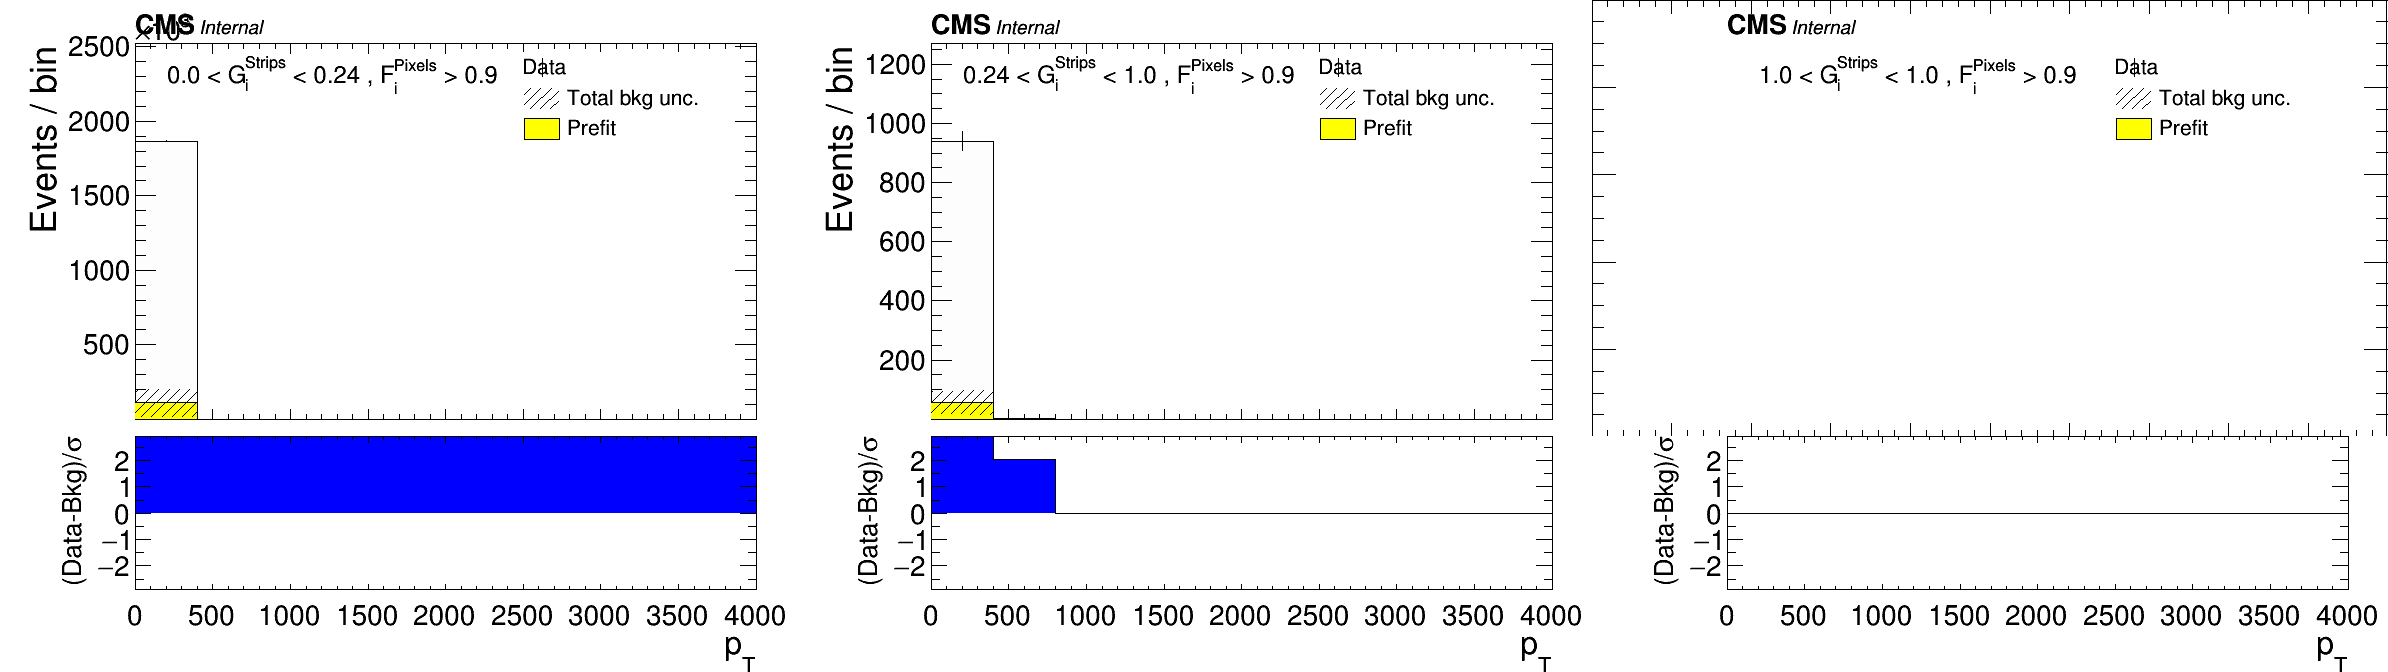 CMS Internal
×10³
Events / bin
2500
2000
1500
1000
500
0.0 < G_i^Strips < 0.24 , F_i^Pixels > 0.9
Data
Total bkg unc.
Prefit
(Data-Bkg)/σ
2
1
0
−1
−2
0 500 1000 1500 2000 2500 3000 3500 4000
p_T
CMS Internal
Events / bin
1200
1000
800
600
400
200
0.24 < G_i^Strips < 1.0 , F_i^Pixels > 0.9
Data
Total bkg unc.
Prefit
(Data-Bkg)/σ
2
1
0
−1
−2
0 500 1000 1500 2000 2500 3000 3500 4000
p_T
CMS Internal
1.0 < G_i^Strips < 1.0 , F_i^Pixels > 0.9
Data
Total bkg unc.
Prefit
(Data-Bkg)/σ
2
1
0
−1
−2
0 500 1000 1500 2000 2500 3000 3500 4000
p_T